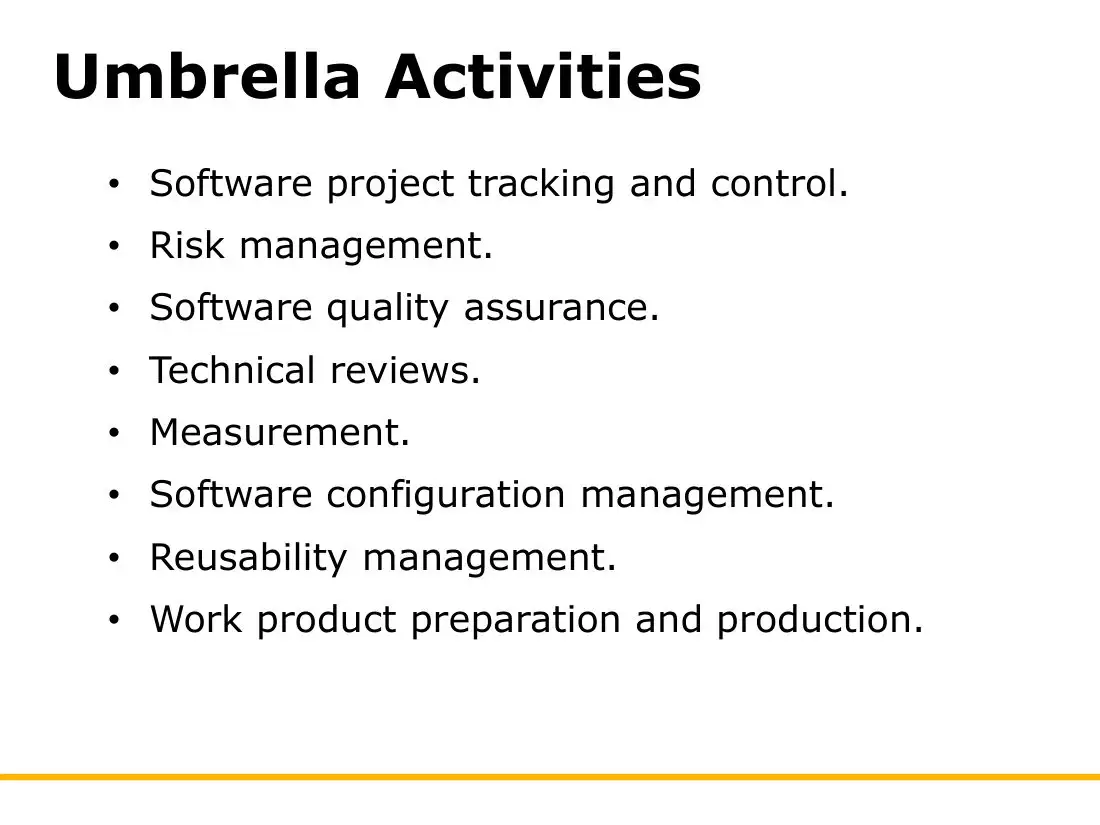 Umbrella Activities
• Software project tracking and control.
• Risk management.
• Software quality assurance.
• Technical reviews.
• Measurement.
• Software configuration management.
• Reusability management.
• Work product preparation and production.